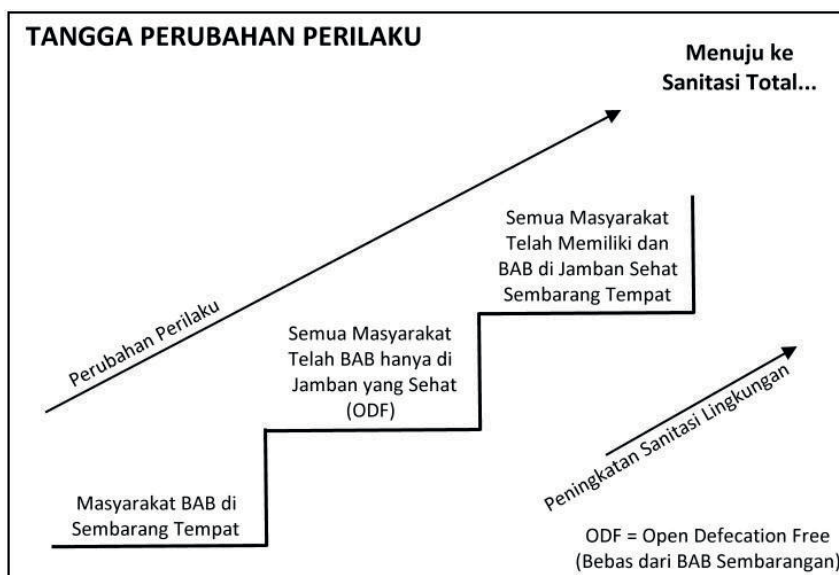 TANGGA PERUBAHAN PERILAKU
Menuju ke
Sanitasi Total...
Perubahan Perilaku
Semua Masyarakat
Telah Memiliki dan
BAB di Jamban Sehat
Sembarang Tempat
Semua Masyarakat
Telah BAB hanya di
Jamban yang Sehat
(ODF)
Masyarakat BAB di
Sembarang Tempat
Peningkatan Sanitasi Lingkungan
ODF = Open Defecation Free
(Bebas dari BAB Sembarangan)